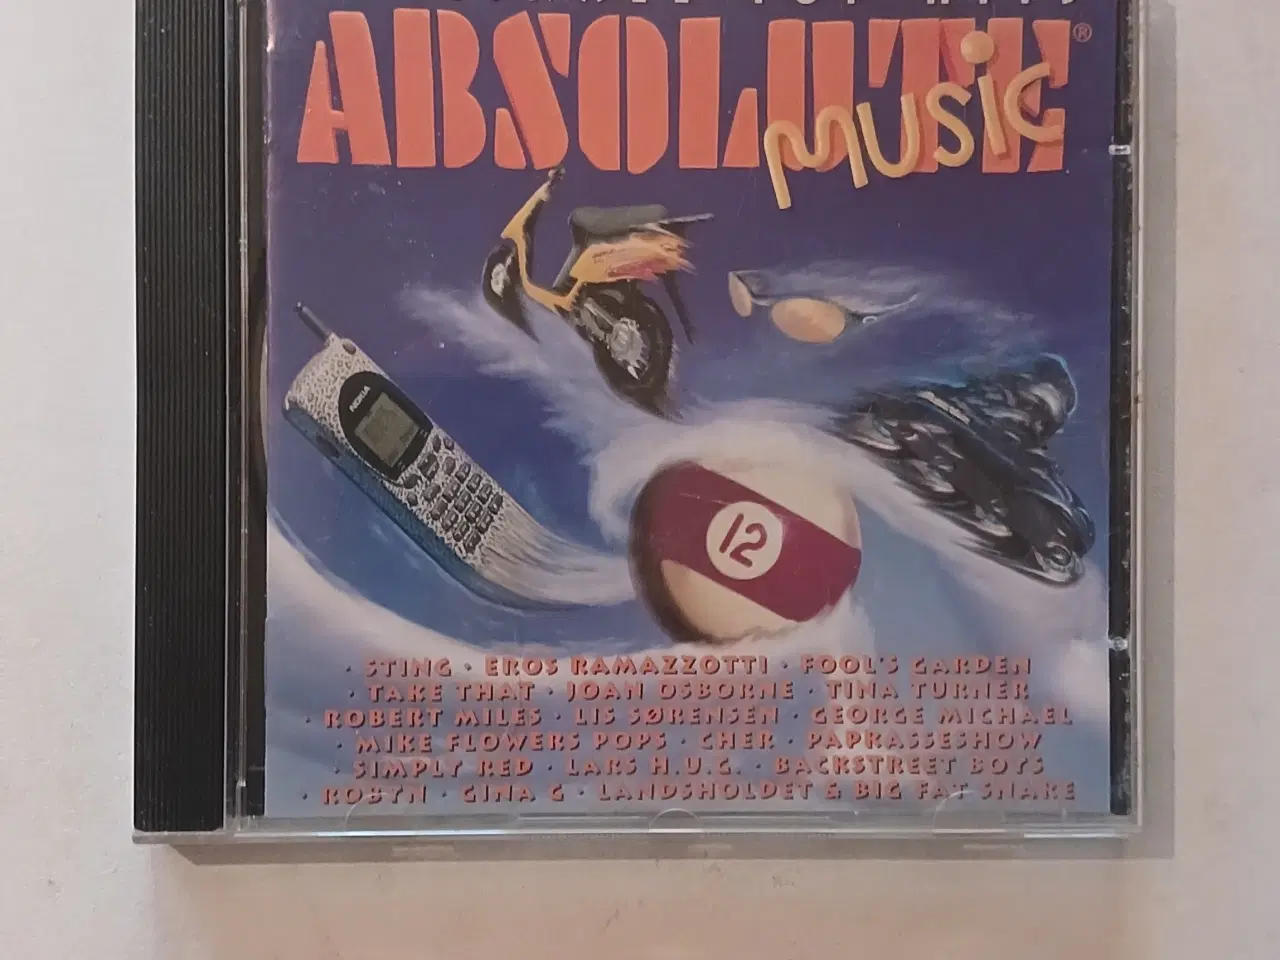 ABSOLUTE®
MUSIC
NOKIA
12
· STING · EROS RAMAZZOTTI · FOOL'S GARDEN
· TAKE THAT · JOAN OSBORNE · TINA TURNER
· ROBERT MILES · LIS SØRENSEN · GEORGE MICHAEL
· MIKE FLOWERS POPS · CHER · PAPRASSESHOW
· SIMPLY RED · LARS H.U.G. · BACKSTREET BOYS
· ROBYN · GINA G · LANDSHOLDET & BIG FAT SNAKE